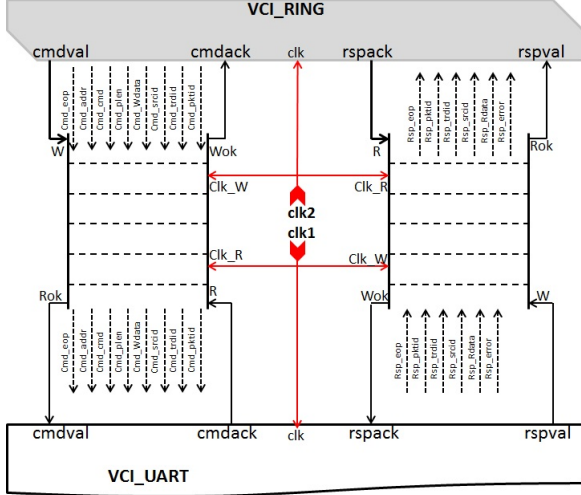 VCI_RING
cmdval cmdack clk rspack rspval
Cmd_eop
Cmd_addr
Cmd_cmd
Cmd_plen
Cmd_Wdata
Cmd_srcid
Cmd_trdid
Cmd_pktid
Rsp_eop
Rsp_pktid
Rsp_trdid
Rsp_srcid
Rsp_Rdata
Rsp_error
W Wok R Rok
Clk_W Clk_R
clk2
clk1
Clk_R Clk_W
Rok R Wok W
Cmd_eop
Cmd_addr
Cmd_cmd
Cmd_plen
Cmd_Wdata
Cmd_srcid
Cmd_trdid
Cmd_pktid
Rsp_eop
Rsp_pktid
Rsp_trdid
Rsp_srcid
Rsp_Rdata
Rsp_error
cmdval cmdack clk rspack rspval
VCI_UART